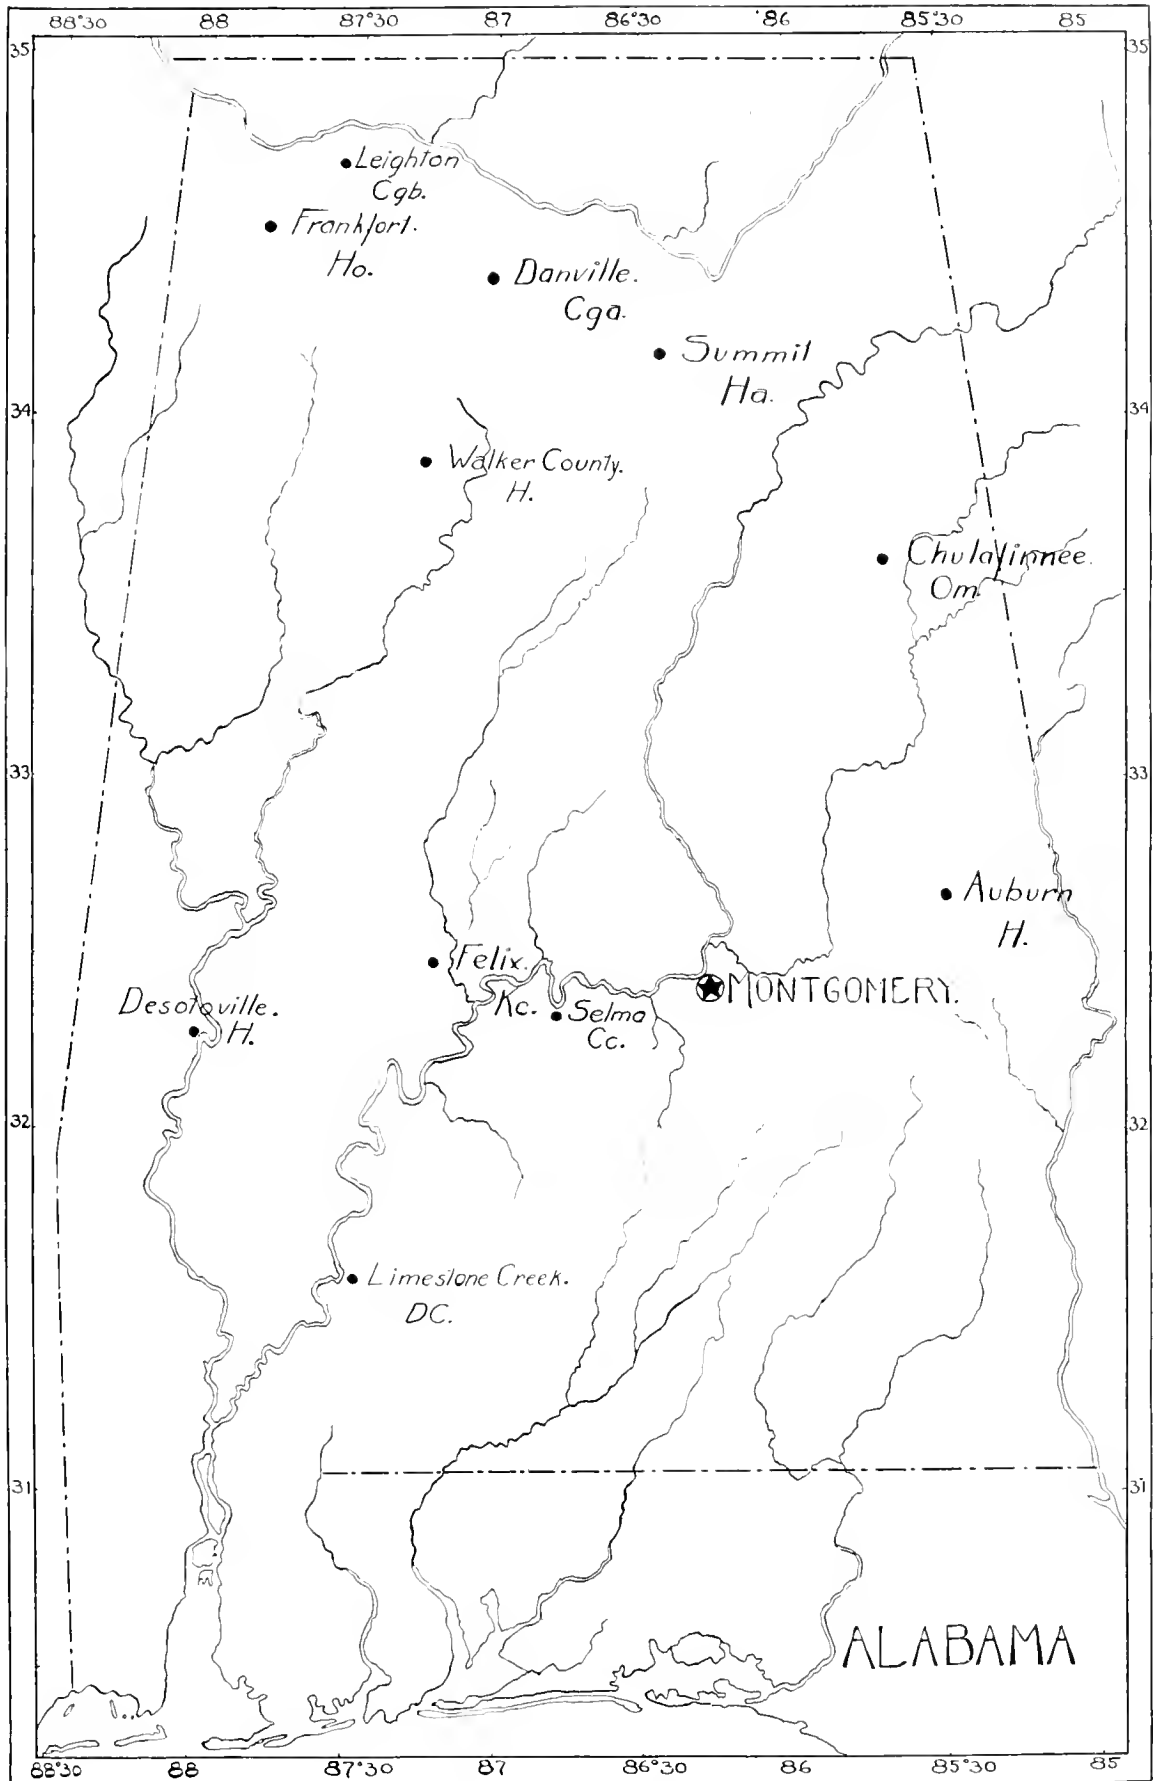 88°30 88 87°30 87 86°30 86 85°30 85
35 35
Leighton
Cgb.
Frankfort.
Ho.
Danville.
Cga.
Summit
Ha.
34 34
Walker County.
H.
Chulafinnee.
Om.
33 33
Auburn
H.
Felix.
Kc.
MONTGOMERY.
Desotoville.
H.
Selma
Cc.
32 32
Limestone Creek.
DC.
31 31
ALABAMA
88°30 88 87°30 87 86°30 86 85°30 85